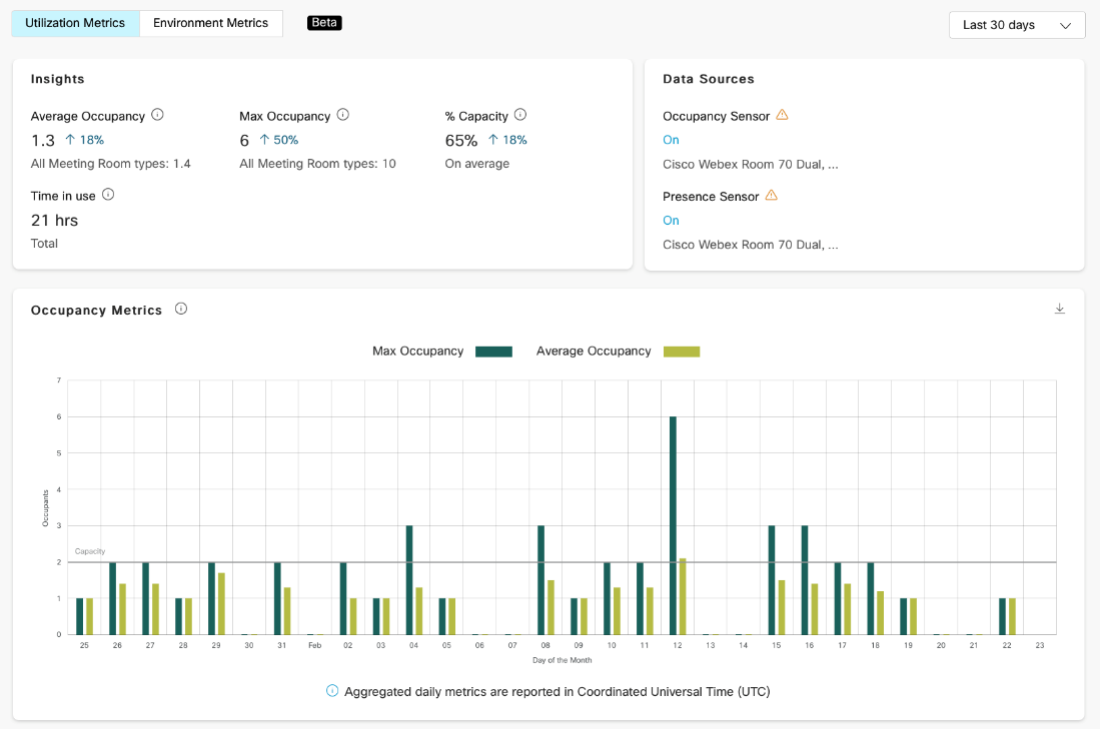 Utilization Metrics
Environment Metrics
Beta
Last 30 days
Insights
Average Occupancy
1.3 ↑ 18%
All Meeting Room types: 1.4
Max Occupancy
6 ↑ 50%
All Meeting Room types: 10
% Capacity
65% ↑ 18%
On average
Time in use
21 hrs
Total
Data Sources
Occupancy Sensor
On
Cisco Webex Room 70 Dual, ...
Presence Sensor
On
Cisco Webex Room 70 Dual, ...
Occupancy Metrics
Max Occupancy
Average Occupancy
7
6
5
4
3
2
1
0
Occupants
Capacity
25 26 27 28 29 30 31 Feb 02 03 04 05 06 07 08 09 10 11 12 13 14 15 16 17 18 19 20 21 22 23
Day of the Month
Aggregated daily metrics are reported in Coordinated Universal Time (UTC)